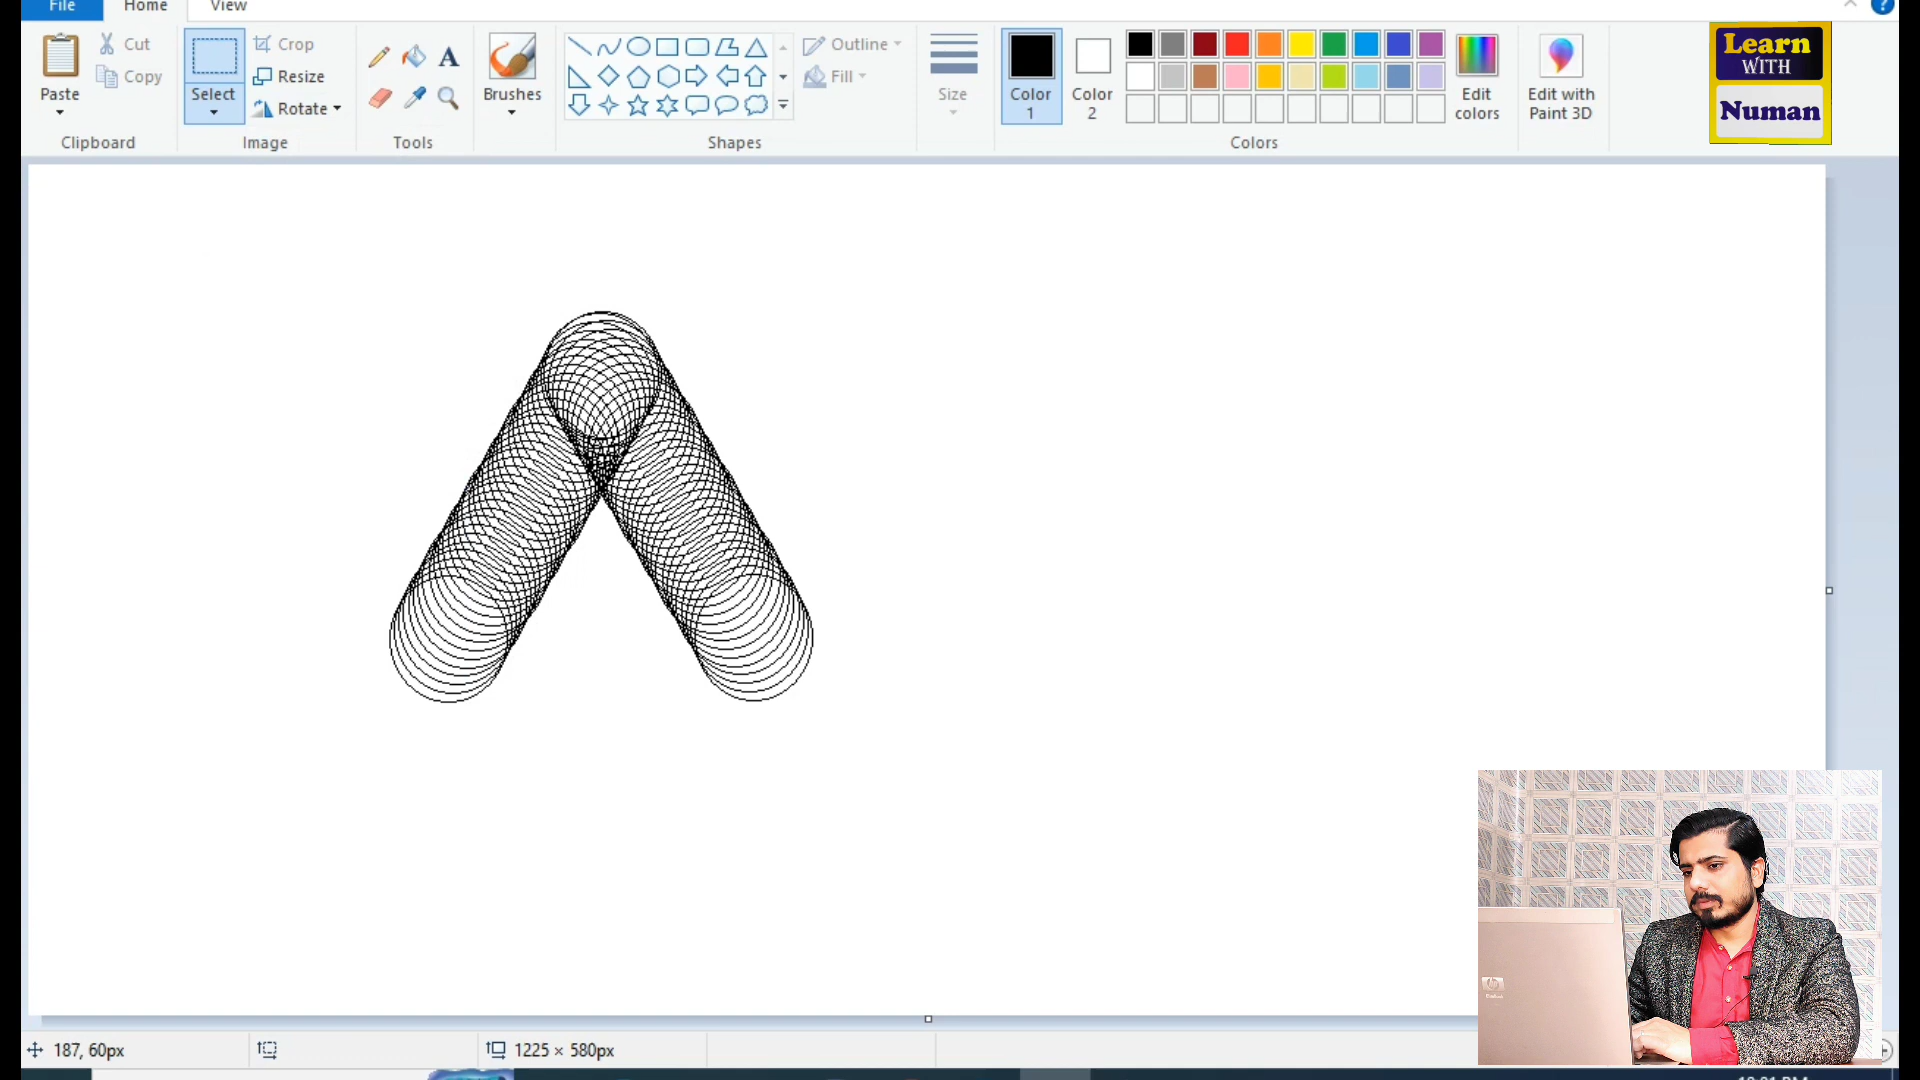 File Home View
Paste
Cut
Copy
Clipboard
Select
Crop
Resize
Rotate
Image
A
Tools
Brushes
Shapes
Outline
Fill
Size
Color 1
Color 2
Colors
Edit colors
Edit with Paint 3D
Learn
WITH
Numan
187, 60px
1225 × 580px
hp